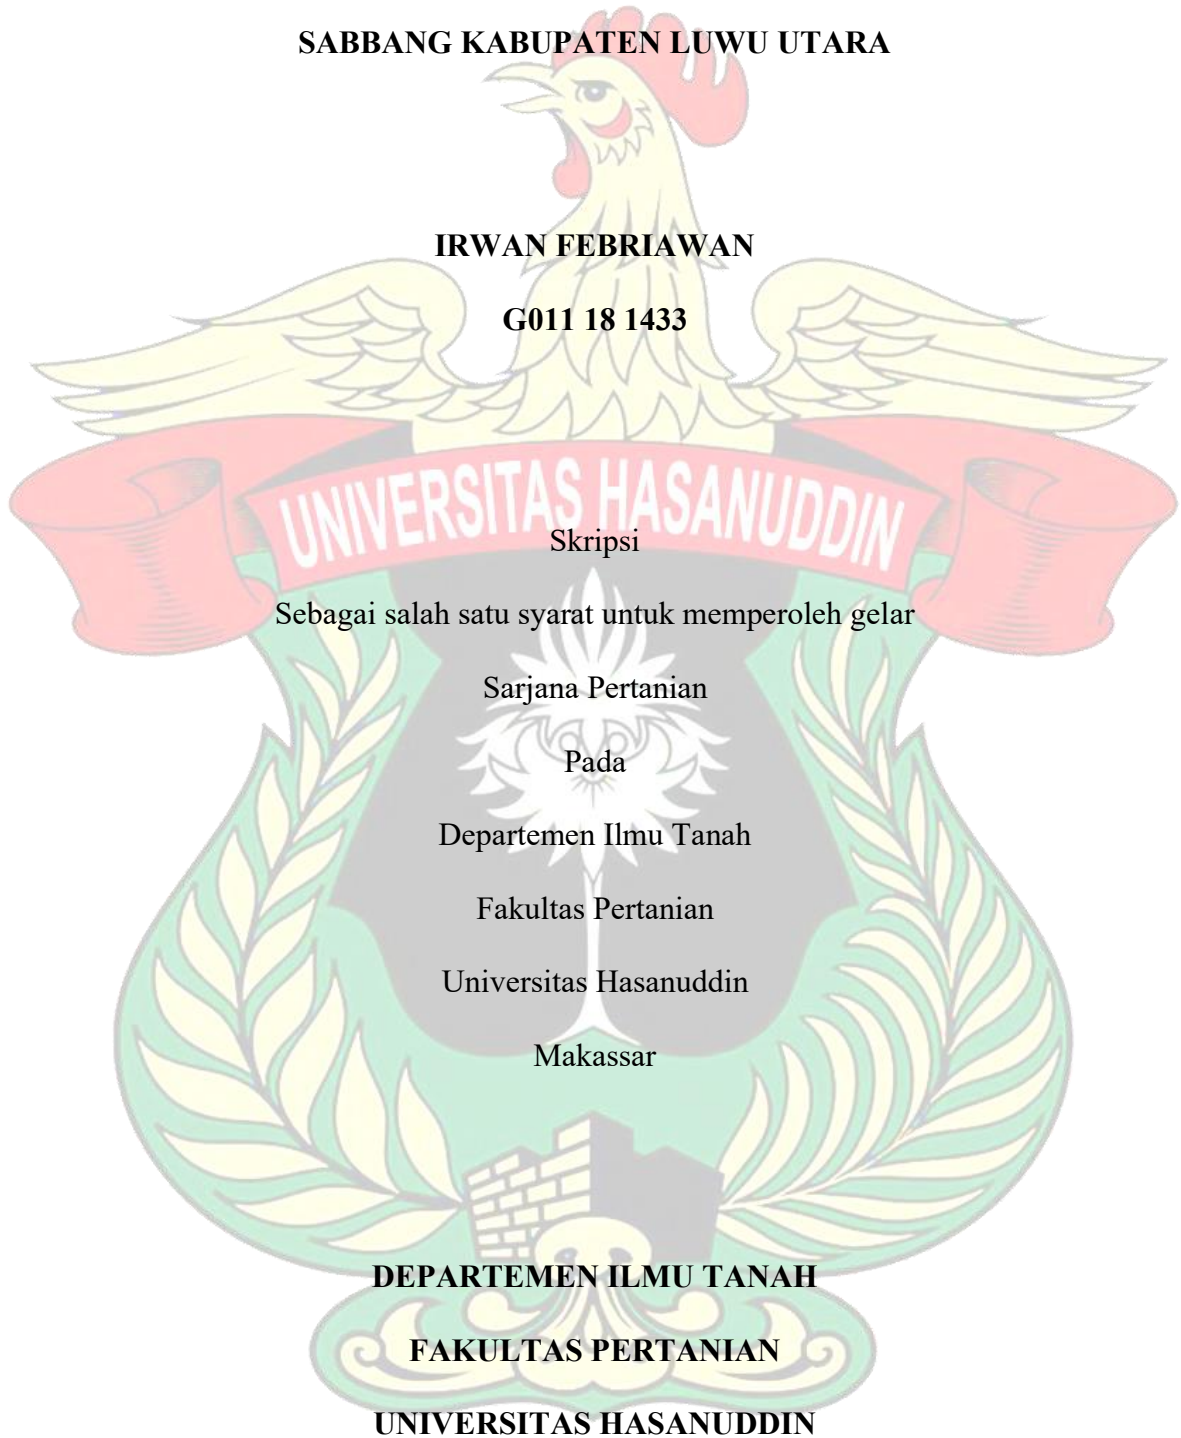 SABBANG KABUPATEN LUWU UTARA
IRWAN FEBRIAWAN
G011 18 1433
UNIVERSITAS HASANUDDIN
Skripsi
Sebagai salah satu syarat untuk memperoleh gelar
Sarjana Pertanian
Pada
Departemen Ilmu Tanah
Fakultas Pertanian
Universitas Hasanuddin
Makassar
DEPARTEMEN ILMU TANAH
FAKULTAS PERTANIAN
UNIVERSITAS HASANUDDIN